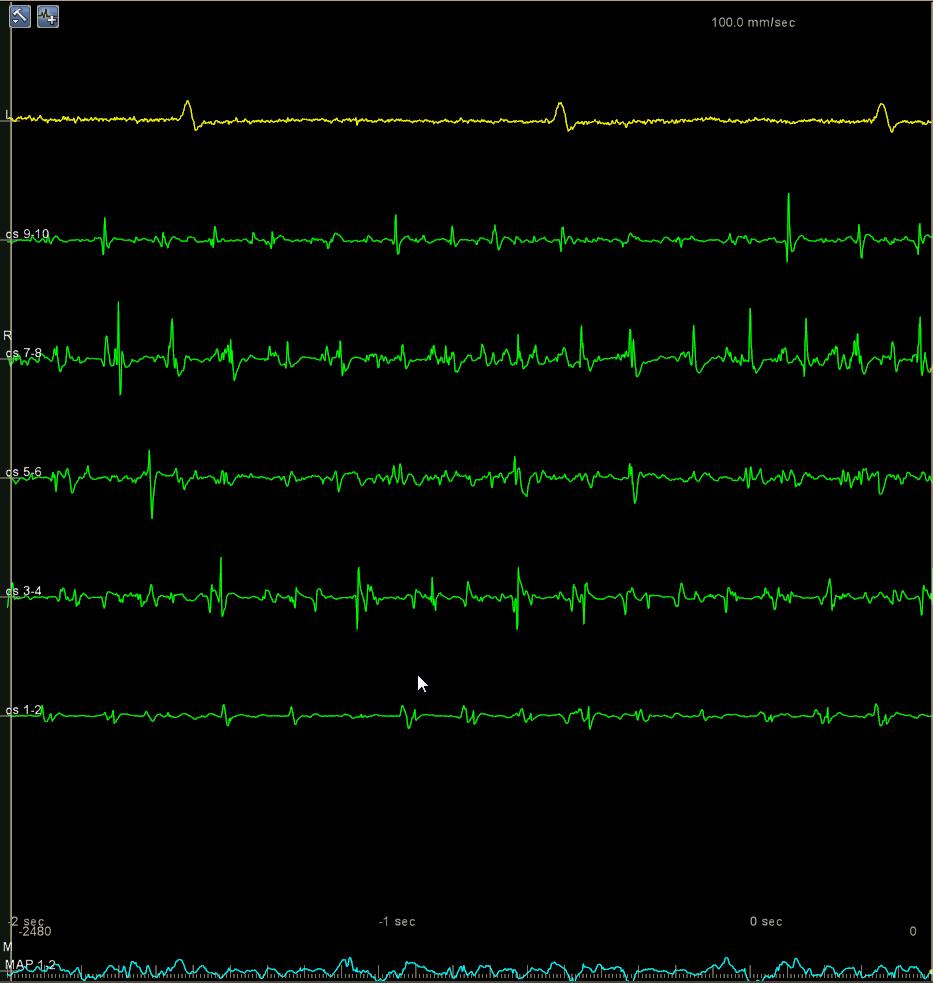 100.0 mm/sec
cs 9-10
R
cs 7-8
cs 5-6
cs 3-4
cs 1-2
-2 sec
-1 sec
0 sec
-2480
0
M
MAP 1-2